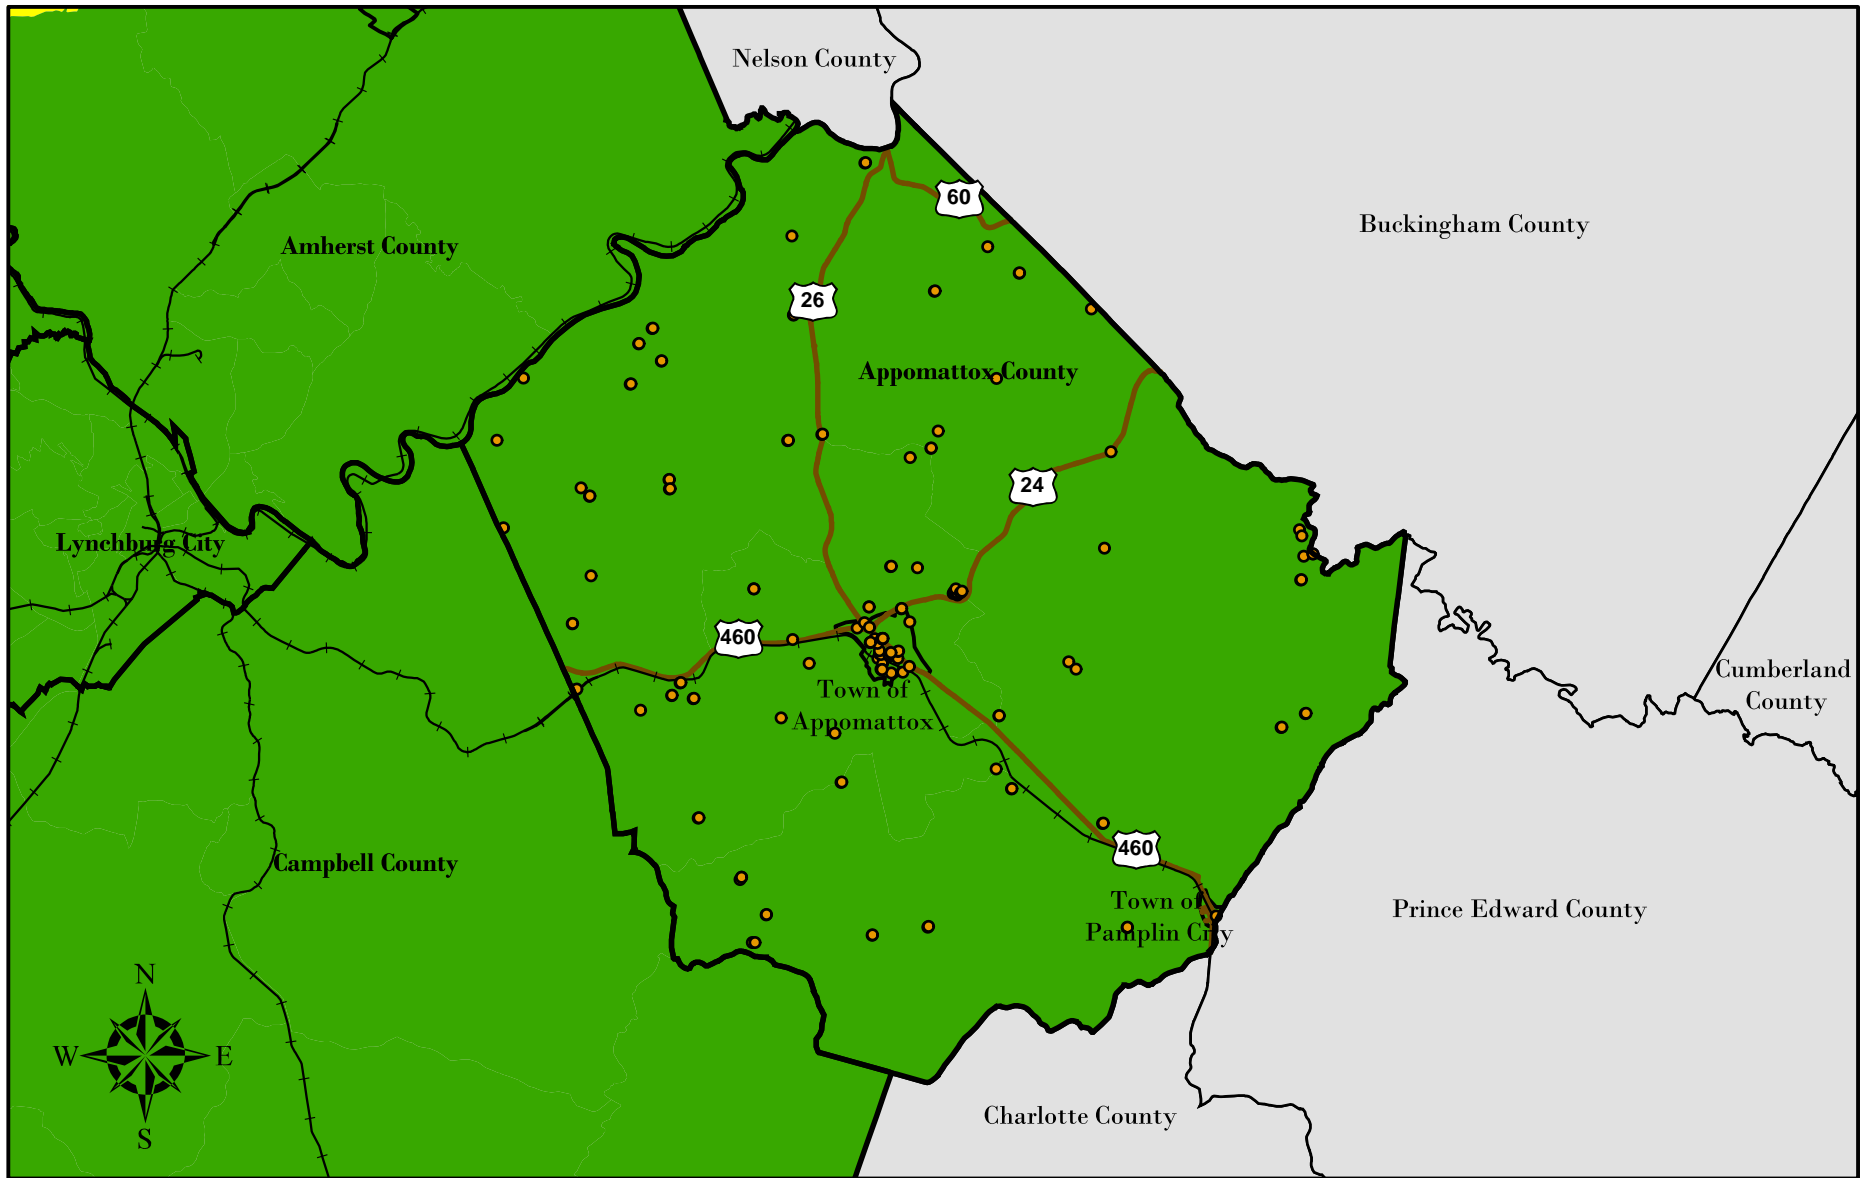 Nelson County
60
Buckingham County
Amherst County
26
Appomattox County
24
Lynchburg City
460
Town of
Appomattox
Cumberland
County
460
Campbell County
Town of
Pamplin City
Prince Edward County
N
W
E
S
Charlotte County